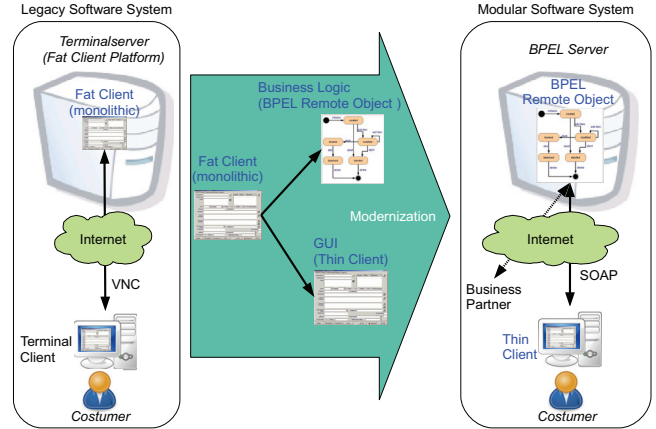 Legacy Software System
Terminalserver
(Fat Client Platform)
Fat Client
(monolithic)
Internet
VNC
Terminal
Client
Costumer
Business Logic
(BPEL Remote Object )
Fat Client
(monolithic)
Modernization
GUI
(Thin Client)
Modular Software System
BPEL Server
BPEL
Remote Object
Internet
SOAP
Business
Partner
Thin
Client
Costumer